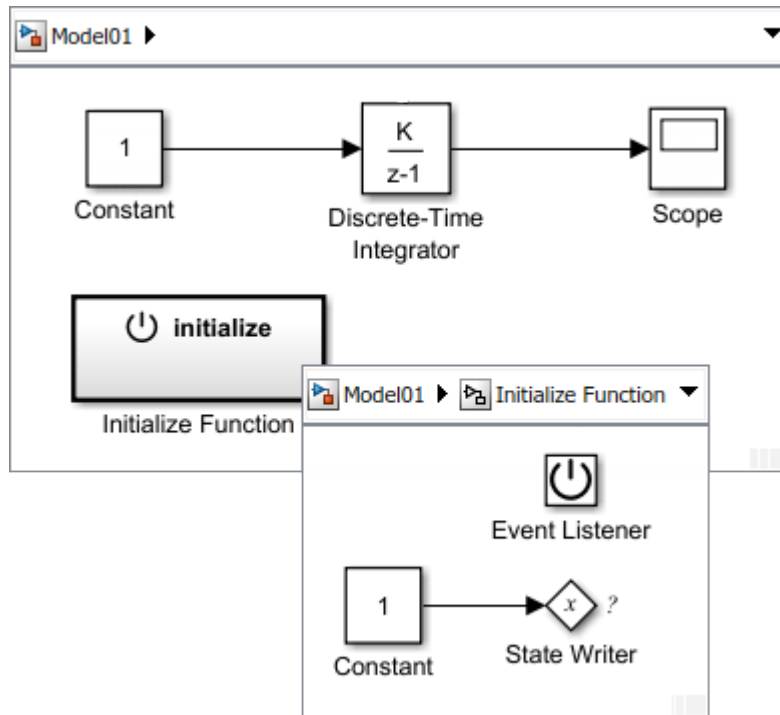 Model01
1
Constant
K
z-1
Discrete-Time
Integrator
Scope
initialize
Initialize Function
Model01 Initialize Function
Event Listener
1
Constant
x ?
State Writer